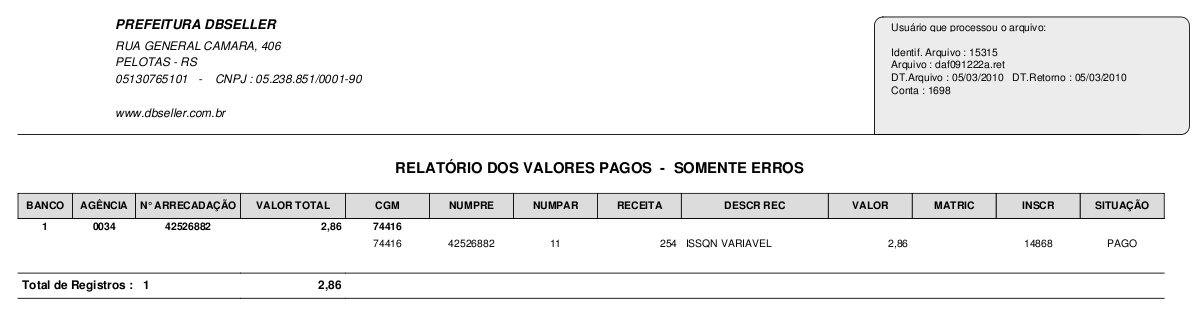 PREFEITURA DBSELLER
RUA GENERAL CAMARA, 406
PELOTAS - RS
05130765101 - CNPJ : 05.238.851/0001-90
www.dbseller.com.br
Usuário que processou o arquivo:
Identif. Arquivo : 15315
Arquivo : daf091222a.ret
DT.Arquivo : 05/03/2010 DT.Retorno : 05/03/2010
Conta : 1698
RELATÓRIO DOS VALORES PAGOS - SOMENTE ERROS
BANCO AGÊNCIA N° ARRECADAÇÃO VALOR TOTAL CGM NUMPRE NUMPAR RECEITA DESCR REC VALOR MATRIC INSCR SITUAÇÃO
1 0034 42526882 2,86 74416
74416 42526882 11 254 ISSQN VARIAVEL 2,86 14868 PAGO
Total de Registros : 1 2,86